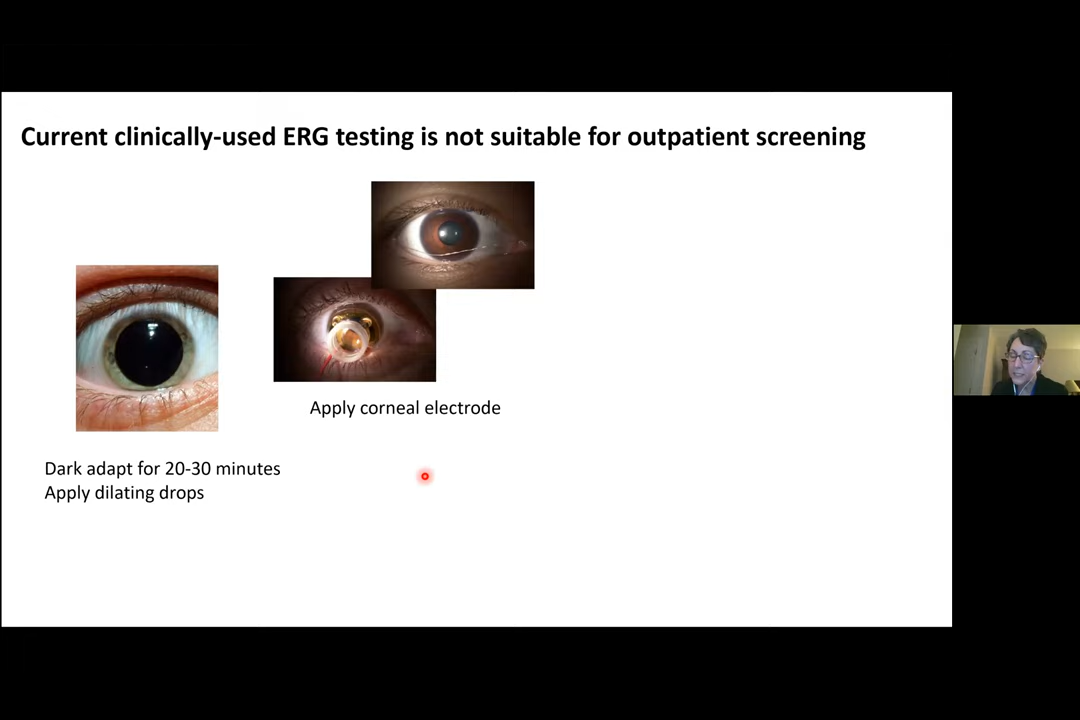 Current clinically-used ERG testing is not suitable for outpatient screening
Apply corneal electrode
Dark adapt for 20-30 minutes
Apply dilating drops